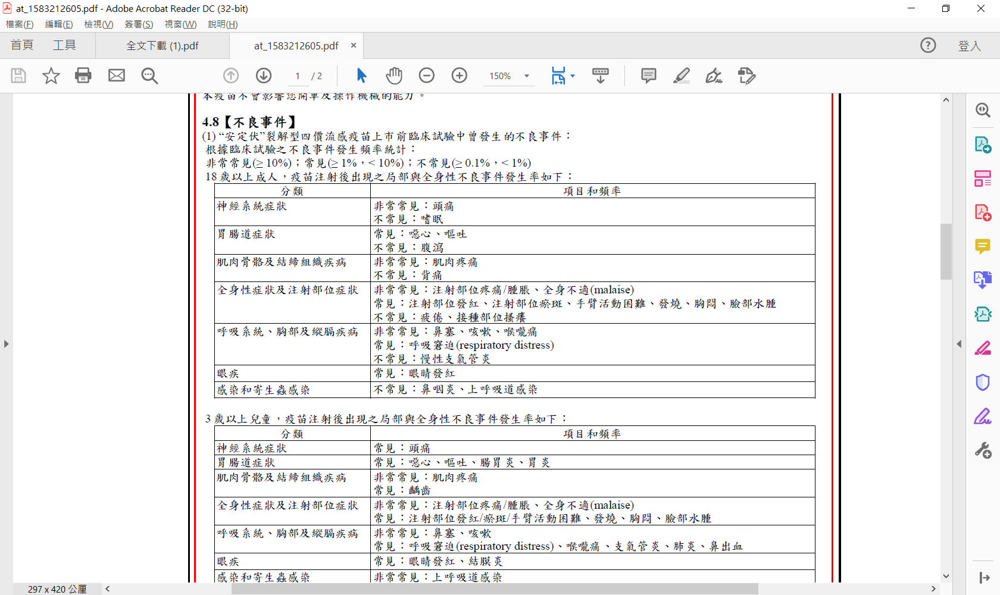 at_1583212605.pdf - Adobe Acrobat Reader DC (32-bit)
檔案(F) 編輯(E) 檢視(V) 簽署(S) 視窗(W) 說明(H)
首頁 工具 全文下載 (1).pdf at_1583212605.pdf × 登入
1 / 2 150%
本疫苗不會影響您開車及操作機械的能力。
4.8【不良事件】
(1) “安定伏”裂解型四價流感疫苗上市前臨床試驗中曾發生的不良事件：
根據臨床試驗之不良事件發生頻率統計：
非常常見(≥ 10%)；常見(≥ 1%，< 10%)；不常見(≥ 0.1%，< 1%)
18 歲以上成人，疫苗注射後出現之局部與全身性不良事件發生率如下：
分類 項目和頻率
神經系統症狀 非常常見：頭痛
不常見：嗜眠
胃腸道症狀 常見：噁心、嘔吐
不常見：腹瀉
肌肉骨骼及結締組織疾病 非常常見：肌肉疼痛
不常見：背痛
全身性症狀及注射部位症狀 非常常見：注射部位疼痛/腫脹、全身不適(malaise)
常見：注射部位發紅、注射部位瘀斑、手臂活動困難、發燒、胸悶、臉部水腫
不常見：疲倦、接種部位搔癢
呼吸系統、胸部及縱膈疾病 非常常見：鼻塞、咳嗽、喉嚨痛
常見：呼吸窘迫(respiratory distress)
不常見：慢性支氣管炎
眼疾 常見：眼睛發紅
感染和寄生蟲感染 不常見：鼻咽炎、上呼吸道感染
3 歲以上兒童，疫苗注射後出現之局部與全身性不良事件發生率如下：
分類 項目和頻率
神經系統症狀 常見：頭痛
胃腸道症狀 常見：噁心、嘔吐、腸胃炎、胃炎
肌肉骨骼及結締組織疾病 非常常見：肌肉疼痛
常見：齲齒
全身性症狀及注射部位症狀 非常常見：注射部位疼痛/腫脹、全身不適(malaise)
常見：注射部位發紅/瘀斑/手臂活動困難、發燒、胸悶、臉部水腫
呼吸系統、胸部及縱膈疾病 非常常見：鼻塞、咳嗽
常見：呼吸窘迫(respiratory distress)、喉嚨痛、支氣管炎、肺炎、鼻出血
眼疾 常見：眼睛發紅、結膜炎
感染和寄生蟲感染 非常常見：上呼吸道感染
297 x 420 公厘